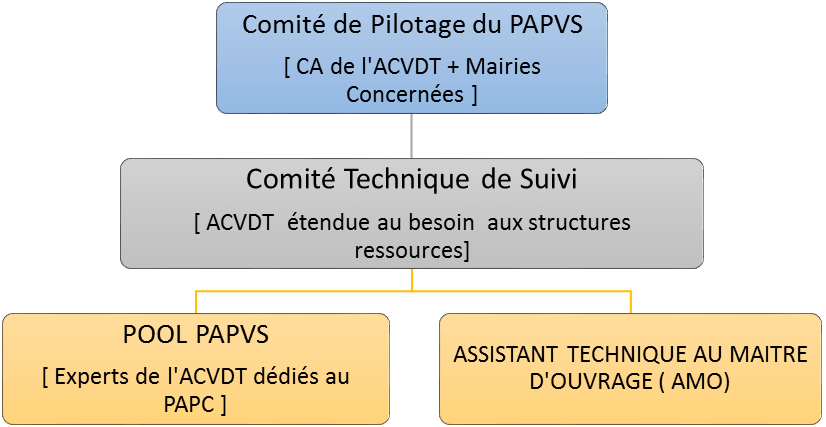 Comité de Pilotage du PAPVS
[ CA de l'ACVDT + Mairies
Concernées ]
Comité Technique de Suivi
[ ACVDT étendue au besoin aux structures
ressources]
POOL PAPVS
[ Experts de l'ACVDT dédiés au
PAPC ]
ASSISTANT TECHNIQUE AU MAITRE
D'OUVRAGE ( AMO)